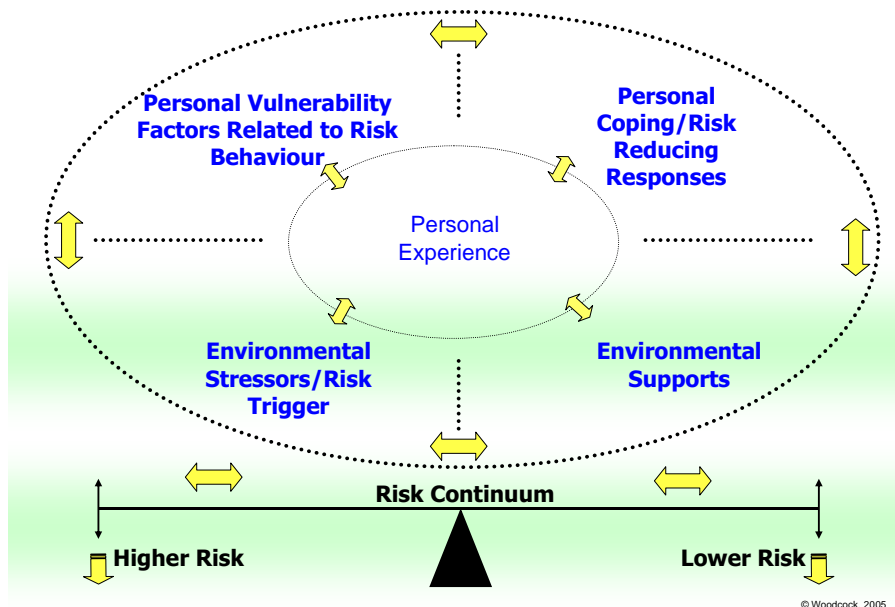 Personal Vulnerability
Factors Related to Risk
Behaviour
Personal
Coping/Risk
Reducing
Responses
Personal
Experience
Environmental
Stressors/Risk
Trigger
Environmental
Supports
Risk Continuum
Higher Risk
Lower Risk
© Woodcock, 2005